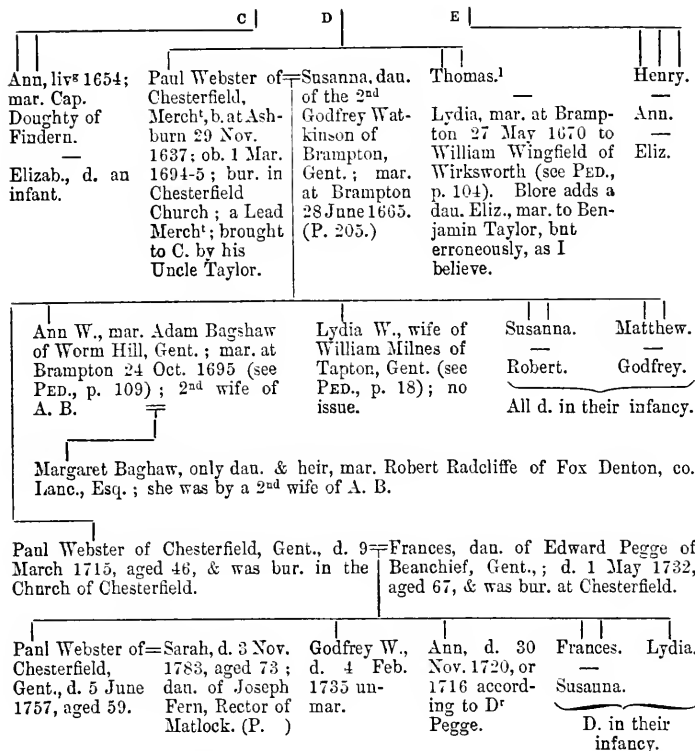 C D E
Ann, livᵍ 1654;
mar. Cap.
Doughty of
Findern.
—
Elizab., d. an
infant.
Paul Webster of=
Chesterfield,
Merchᵗ, b. at Ash-
burn 29 Nov.
1637; ob. 1 Mar.
1694-5; bur. in
Chesterfield
Church; a Lead
Merchᵗ; brought
to C. by his
Uncle Taylor.
Susanna, dau.
of the 2ⁿᵈ
Godfrey Wat-
kinson of
Brampton,
Gent.; mar.
at Brampton
28 June 1665.
(P. 205.)
Thomas.¹
—
Lydia, mar. at Bramp-
ton 27 May 1670 to
William Wingfield of
Wirksworth (see PED.,
p. 104). Blore adds a
dau. Eliz., mar. to Ben-
jamin Taylor, but
erroneously, as I
believe.
Henry.
—
Ann.
—
Eliz.
Ann W., mar. Adam Bagshaw
of Worm Hill, Gent.; mar. at
Brampton 24 Oct. 1695 (see
PED., p. 109); 2ⁿᵈ wife of
A. B.
Lydia W., wife of
William Milnes of
Tapton, Gent. (see
PED., p. 18); no
issue.
Susanna. Matthew.
— —
Robert. Godfrey.
All d. in their infancy.
Margaret Baghaw, only dau. & heir, mar. Robert Radcliffe of Fox Denton, co.
Lanc., Esq.; she was by a 2ⁿᵈ wife of A. B.
Paul Webster of Chesterfield, Gent., d. 9=
March 1715, aged 46, & was bur. in the
Church of Chesterfield.
Frances, dau. of Edward Pegge of
Beauchief, Gent.,; d. 1 May 1732,
aged 67, & was bur. at Chesterfield.
Paul Webster of=
Chesterfield,
Gent., d. 5 June
1757, aged 59.
Sarah, d. 3 Nov.
1783, aged 73;
dau. of Joseph
Fern, Rector of
Matlock. (P. )
Godfrey W.,
d. 4 Feb.
1735 un-
mar.
Ann, d. 30
Nov. 1720, or
1716 accord-
ing to Dʳ
Pegge.
Frances. Lydia.
—
Susanna.
D. in their
infancy.